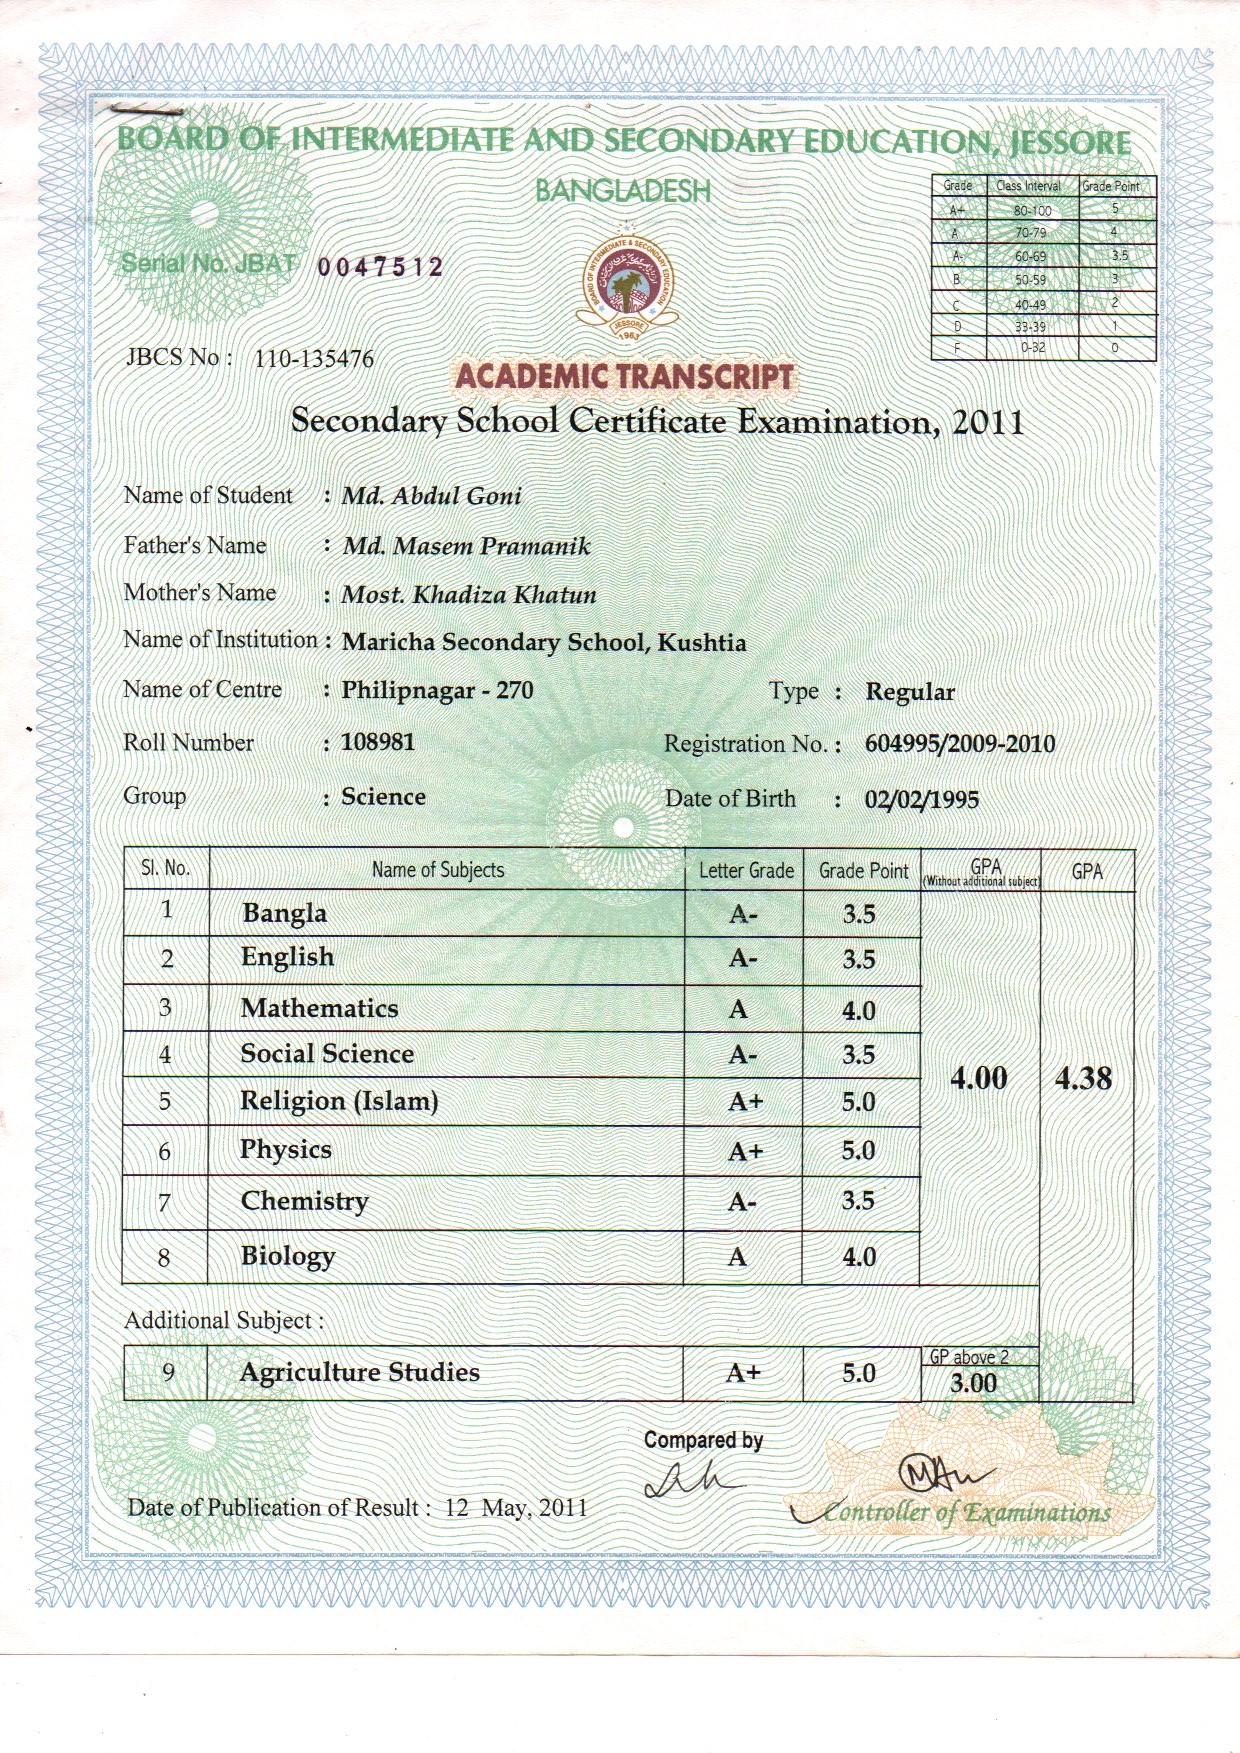 BOARD OF INTERMEDIATE AND SECONDARY EDUCATION, JESSORE
BANGLADESH
Grade Class Interval Grade Point
A+ 80-100 5
A 70-79 4
A- 60-69 3.5
B 50-59 3
C 40-49 2
D 33-39 1
F 0-32 0
Serial No. JBAT 0047512
BOARD OF INTERMEDIATE & SECONDARY EDUCATION
JESSORE
1963
JBCS No : 110-135476
ACADEMIC TRANSCRIPT
Secondary School Certificate Examination, 2011
Name of Student : Md. Abdul Goni
Father's Name : Md. Masem Pramanik
Mother's Name : Most. Khadiza Khatun
Name of Institution : Maricha Secondary School, Kushtia
Name of Centre : Philipnagar - 270 Type : Regular
Roll Number : 108981 Registration No. : 604995/2009-2010
Group : Science Date of Birth : 02/02/1995
Sl. No. Name of Subjects Letter Grade Grade Point GPA (Without additional subject) GPA
1 Bangla A- 3.5
2 English A- 3.5
3 Mathematics A 4.0
4 Social Science A- 3.5
4.00 4.38
5 Religion (Islam) A+ 5.0
6 Physics A+ 5.0
7 Chemistry A- 3.5
8 Biology A 4.0
Additional Subject :
9 Agriculture Studies A+ 5.0 GP above 2 3.00
Compared by
Date of Publication of Result : 12 May, 2011
Controller of Examinations